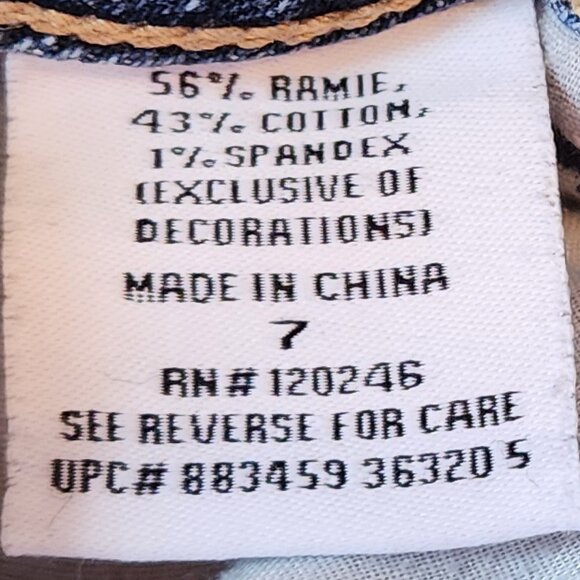 56% RAMIE,
43% COTTON,
1% SPANDEX
(EXCLUSIVE OF
DECORATIONS)
MADE IN CHINA
7
RN# 120246
SEE REVERSE FOR CARE
UPC# 883459 36320 5